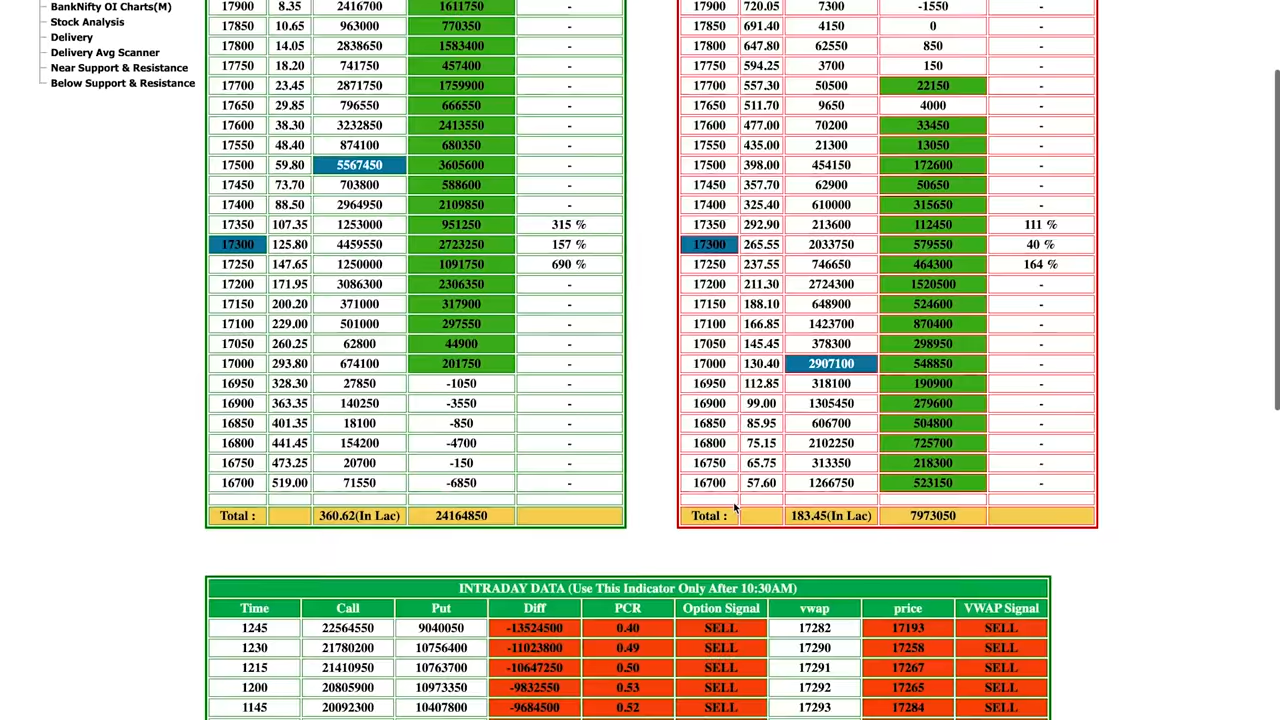 BankNifty OI Charts(M)
Stock Analysis
Delivery
Delivery Avg Scanner
Near Support & Resistance
Below Support & Resistance
17900 8.35 2416700 1611750 -
17850 10.65 963000 770350 -
17800 14.05 2838650 1583400 -
17750 18.20 741750 457400 -
17700 23.45 2871750 1759900 -
17650 29.85 796550 666550 -
17600 38.30 3232850 2413550 -
17550 48.40 874100 680350 -
17500 59.80 5567450 3605600 -
17450 73.70 703800 588600 -
17400 88.50 2964950 2109850 -
17350 107.35 1253000 951250 315 %
17300 125.80 4459550 2723250 157 %
17250 147.65 1250000 1091750 690 %
17200 171.95 3086300 2306350 -
17150 200.20 371000 317900 -
17100 229.00 501000 297550 -
17050 260.25 62800 44900 -
17000 293.80 674100 201750 -
16950 328.30 27850 -1050 -
16900 363.35 140250 -3550 -
16850 401.35 18100 -850 -
16800 441.45 154200 -4700 -
16750 473.25 20700 -150 -
16700 519.00 71550 -6850 -
Total : 360.62(In Lac) 24164850
17900 720.05 7300 -1550 -
17850 691.40 4150 0 -
17800 647.80 62550 850 -
17750 594.25 3700 150 -
17700 557.30 50500 22150 -
17650 511.70 9650 4000 -
17600 477.00 70200 33450 -
17550 435.00 21300 13050 -
17500 398.00 454150 172600 -
17450 357.70 62900 50650 -
17400 325.40 610000 315650 -
17350 292.90 213600 112450 111 %
17300 265.55 2033750 579550 40 %
17250 237.55 746650 464300 164 %
17200 211.30 2724300 1520500 -
17150 188.10 648900 524600 -
17100 166.85 1423700 870400 -
17050 145.45 378300 298950 -
17000 130.40 2907100 548850 -
16950 112.85 318100 190900 -
16900 99.00 1305450 279600 -
16850 85.95 606700 504800 -
16800 75.15 2102250 725700 -
16750 65.75 313350 218300 -
16700 57.60 1266750 523150 -
Total : 183.45(In Lac) 7973050
INTRADAY DATA (Use This Indicator Only After 10:30AM)
Time Call Put Diff PCR Option Signal vwap price VWAP Signal
1245 22564550 9040050 -13524500 0.40 SELL 17282 17193 SELL
1230 21780200 10756400 -11023800 0.49 SELL 17290 17258 SELL
1215 21410950 10763700 -10647250 0.50 SELL 17291 17267 SELL
1200 20805900 10973350 -9832550 0.53 SELL 17292 17265 SELL
1145 20092300 10407800 -9684500 0.52 SELL 17293 17284 SELL